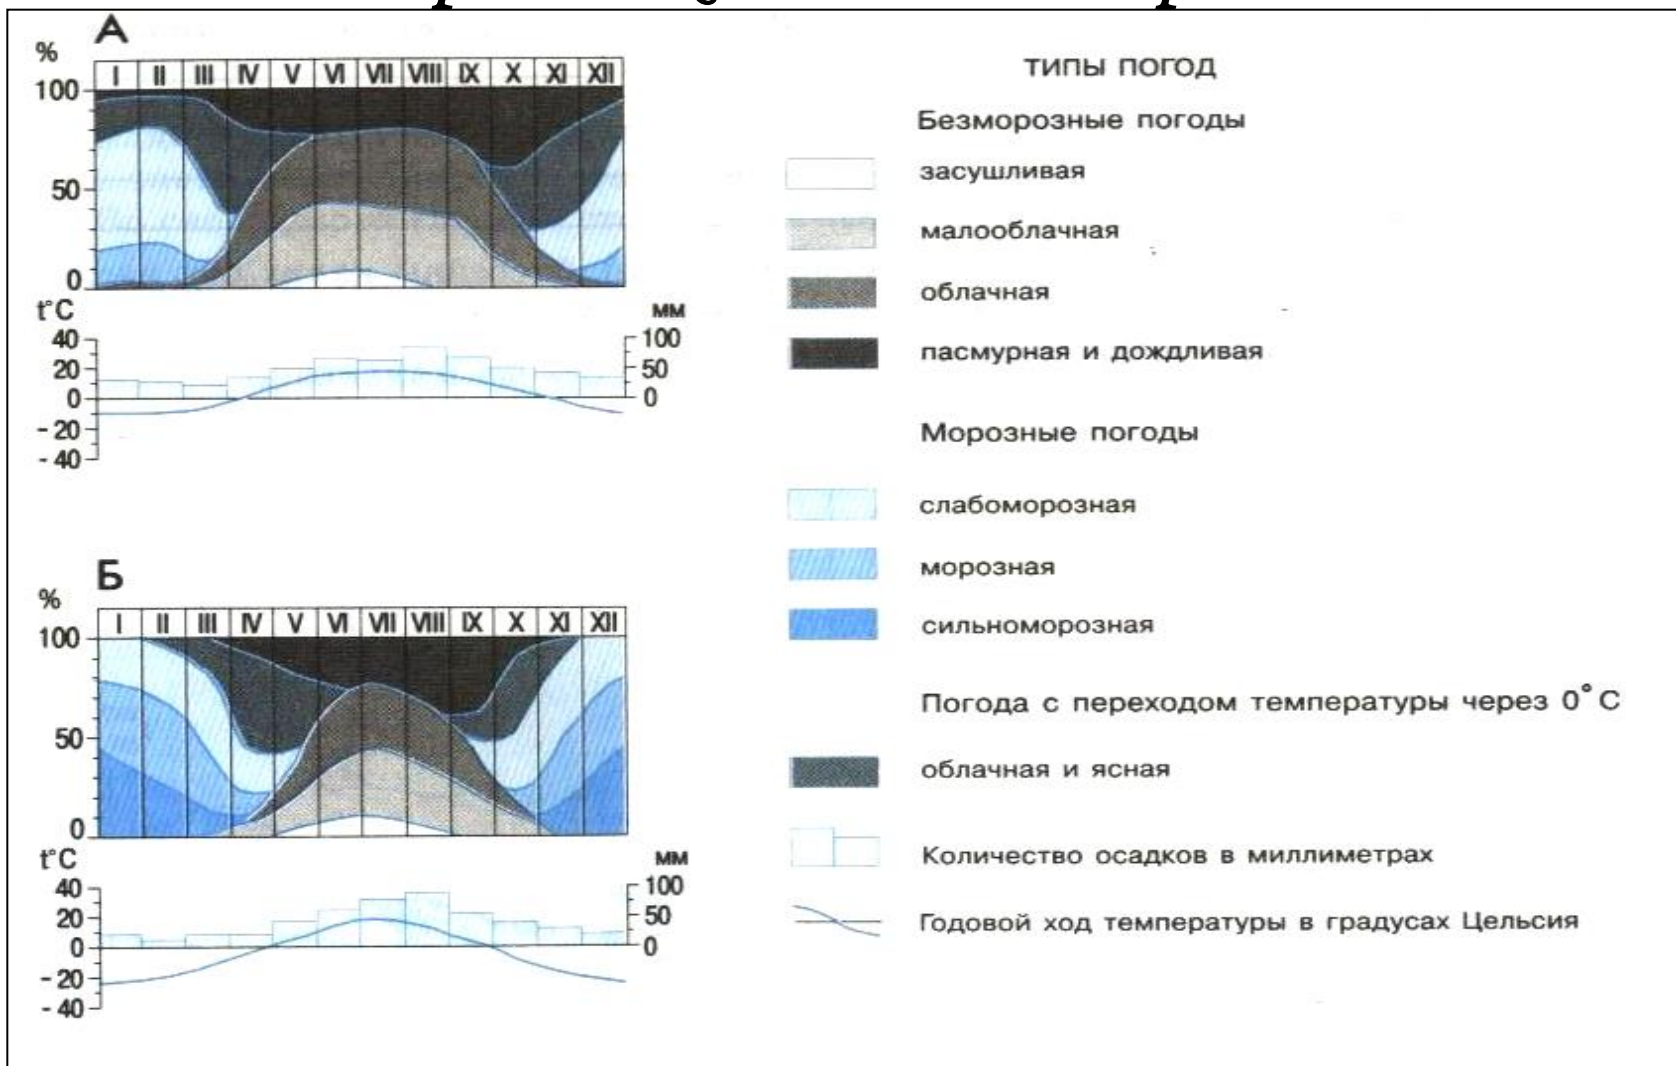 А
%
I II III IV V VI VII VIII IX X XI XII
100
50
0
t°C
мм
40
20
0
- 20
- 40
100
50
0
Б
%
I II III IV V VI VII VIII IX X XI XII
100
50
0
t°C
мм
40
20
0
- 20
- 40
100
50
0
ТИПЫ ПОГОД
Безморозные погоды
засушливая
малооблачная
облачная
пасмурная и дождливая
Морозные погоды
слабоморозная
морозная
сильноморозная
Погода с переходом температуры через 0°С
облачная и ясная
Количество осадков в миллиметрах
Годовой ход температуры в градусах Цельсия